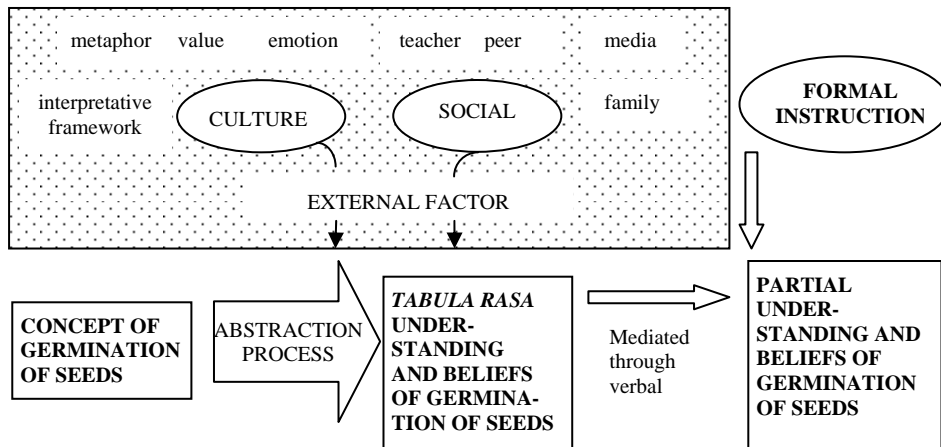 metaphor value emotion teacher peer media
interpretative
framework
CULTURE
SOCIAL
family
FORMAL
INSTRUCTION
EXTERNAL FACTOR
CONCEPT OF
GERMINATION
OF SEEDS
ABSTRACTION
PROCESS
TABULA RASA
UNDER-
STANDING
AND BELIEFS
OF GERMINA-
TION OF SEEDS
Mediated
through
verbal
PARTIAL
UNDER-
STANDING AND
BELIEFS OF
GERMINATION
OF SEEDS